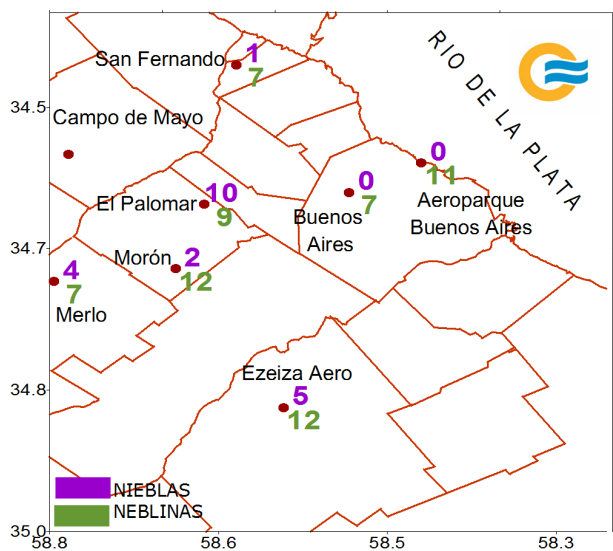 San Fernando
1
7
RIO DE LA PLATA
34.5
Campo de Mayo
0
11
Aeroparque
Buenos Aires
El Palomar
10
9
0
7
Buenos
Aires
34.7
Morón
2
12
4
7
Merlo
Ezeiza Aero
5
12
34.8
NIEBLAS
NEBLINAS
35.0
58.8
58.6
58.5
58.3